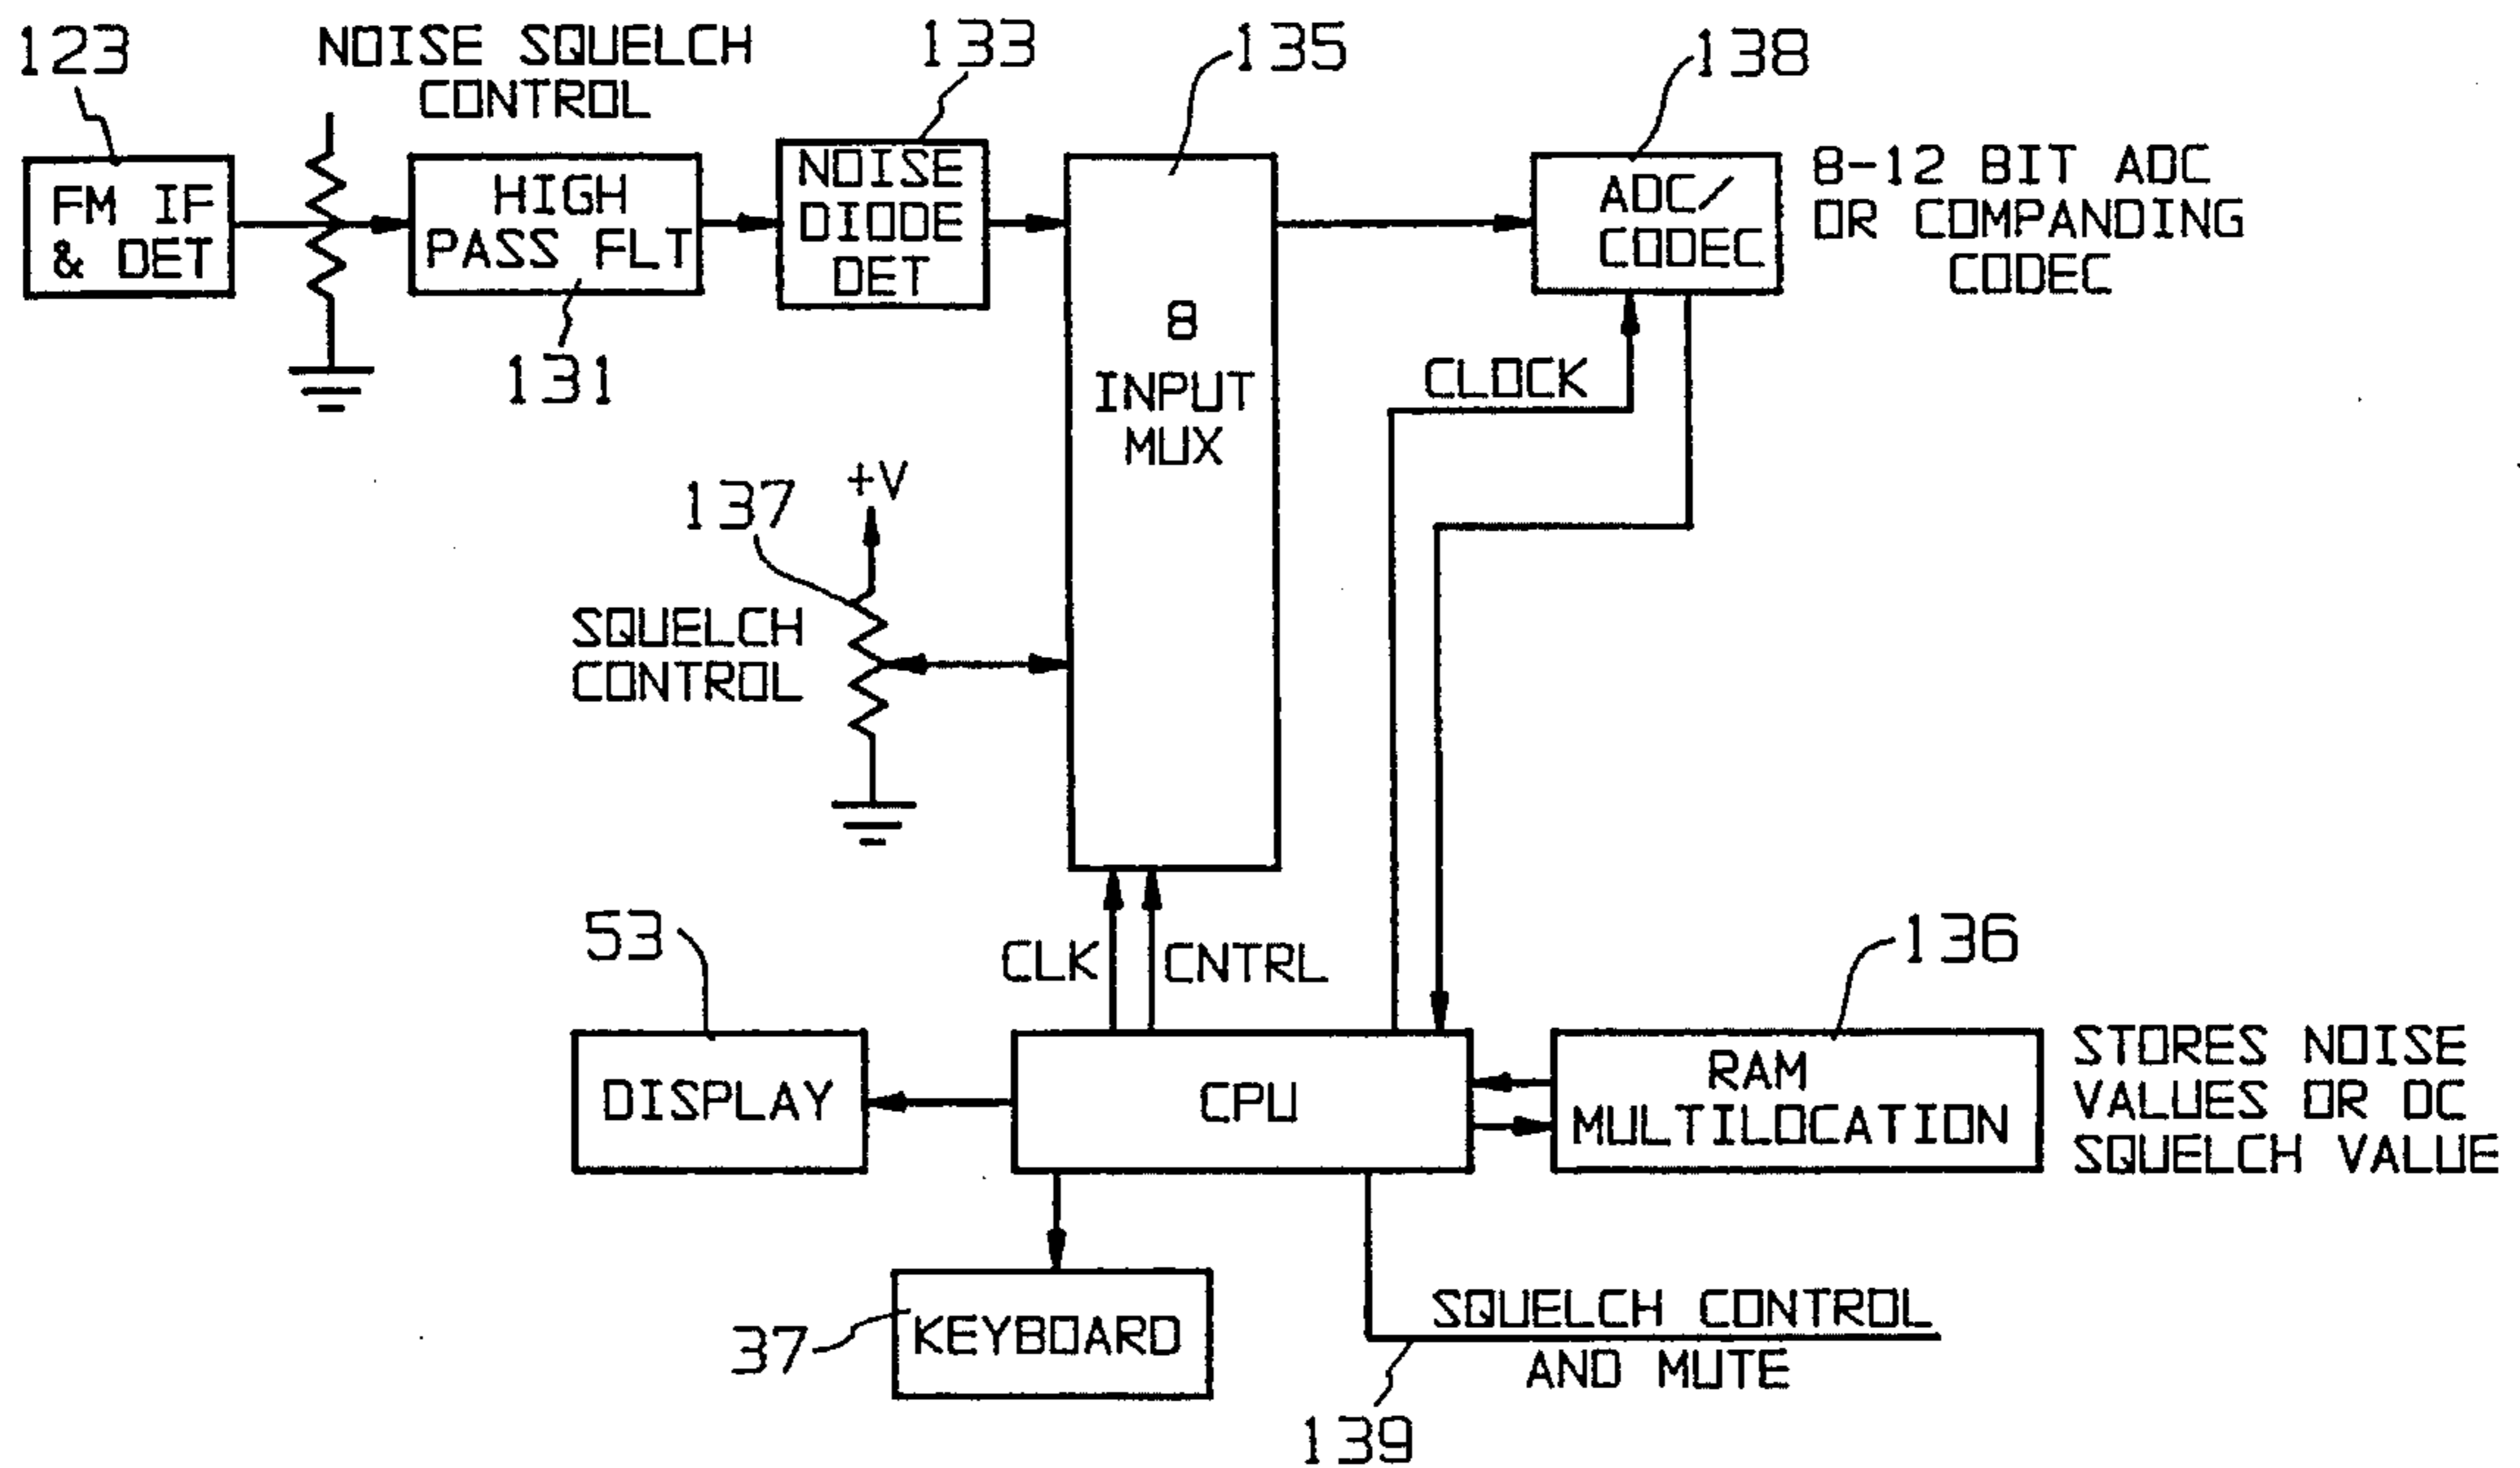 123
NOISE SQUELCH
CONTROL
133
135
138
FM IF
& DET
HIGH
PASS FLT
NOISE
DIODE
DET
ADC/
CODEC
8-12 BIT ADC
OR COMPANDING
CODEC
131
8
INPUT
MUX
CLOCK
137
+V
SQUELCH
CONTROL
53
CLK
CNTRL
136
DISPLAY
CPU
RAM
MULTILOCATION
STORES NOISE
VALUES OR DC
SQUELCH VALUE
37
KEYBOARD
SQUELCH CONTROL
AND MUTE
139